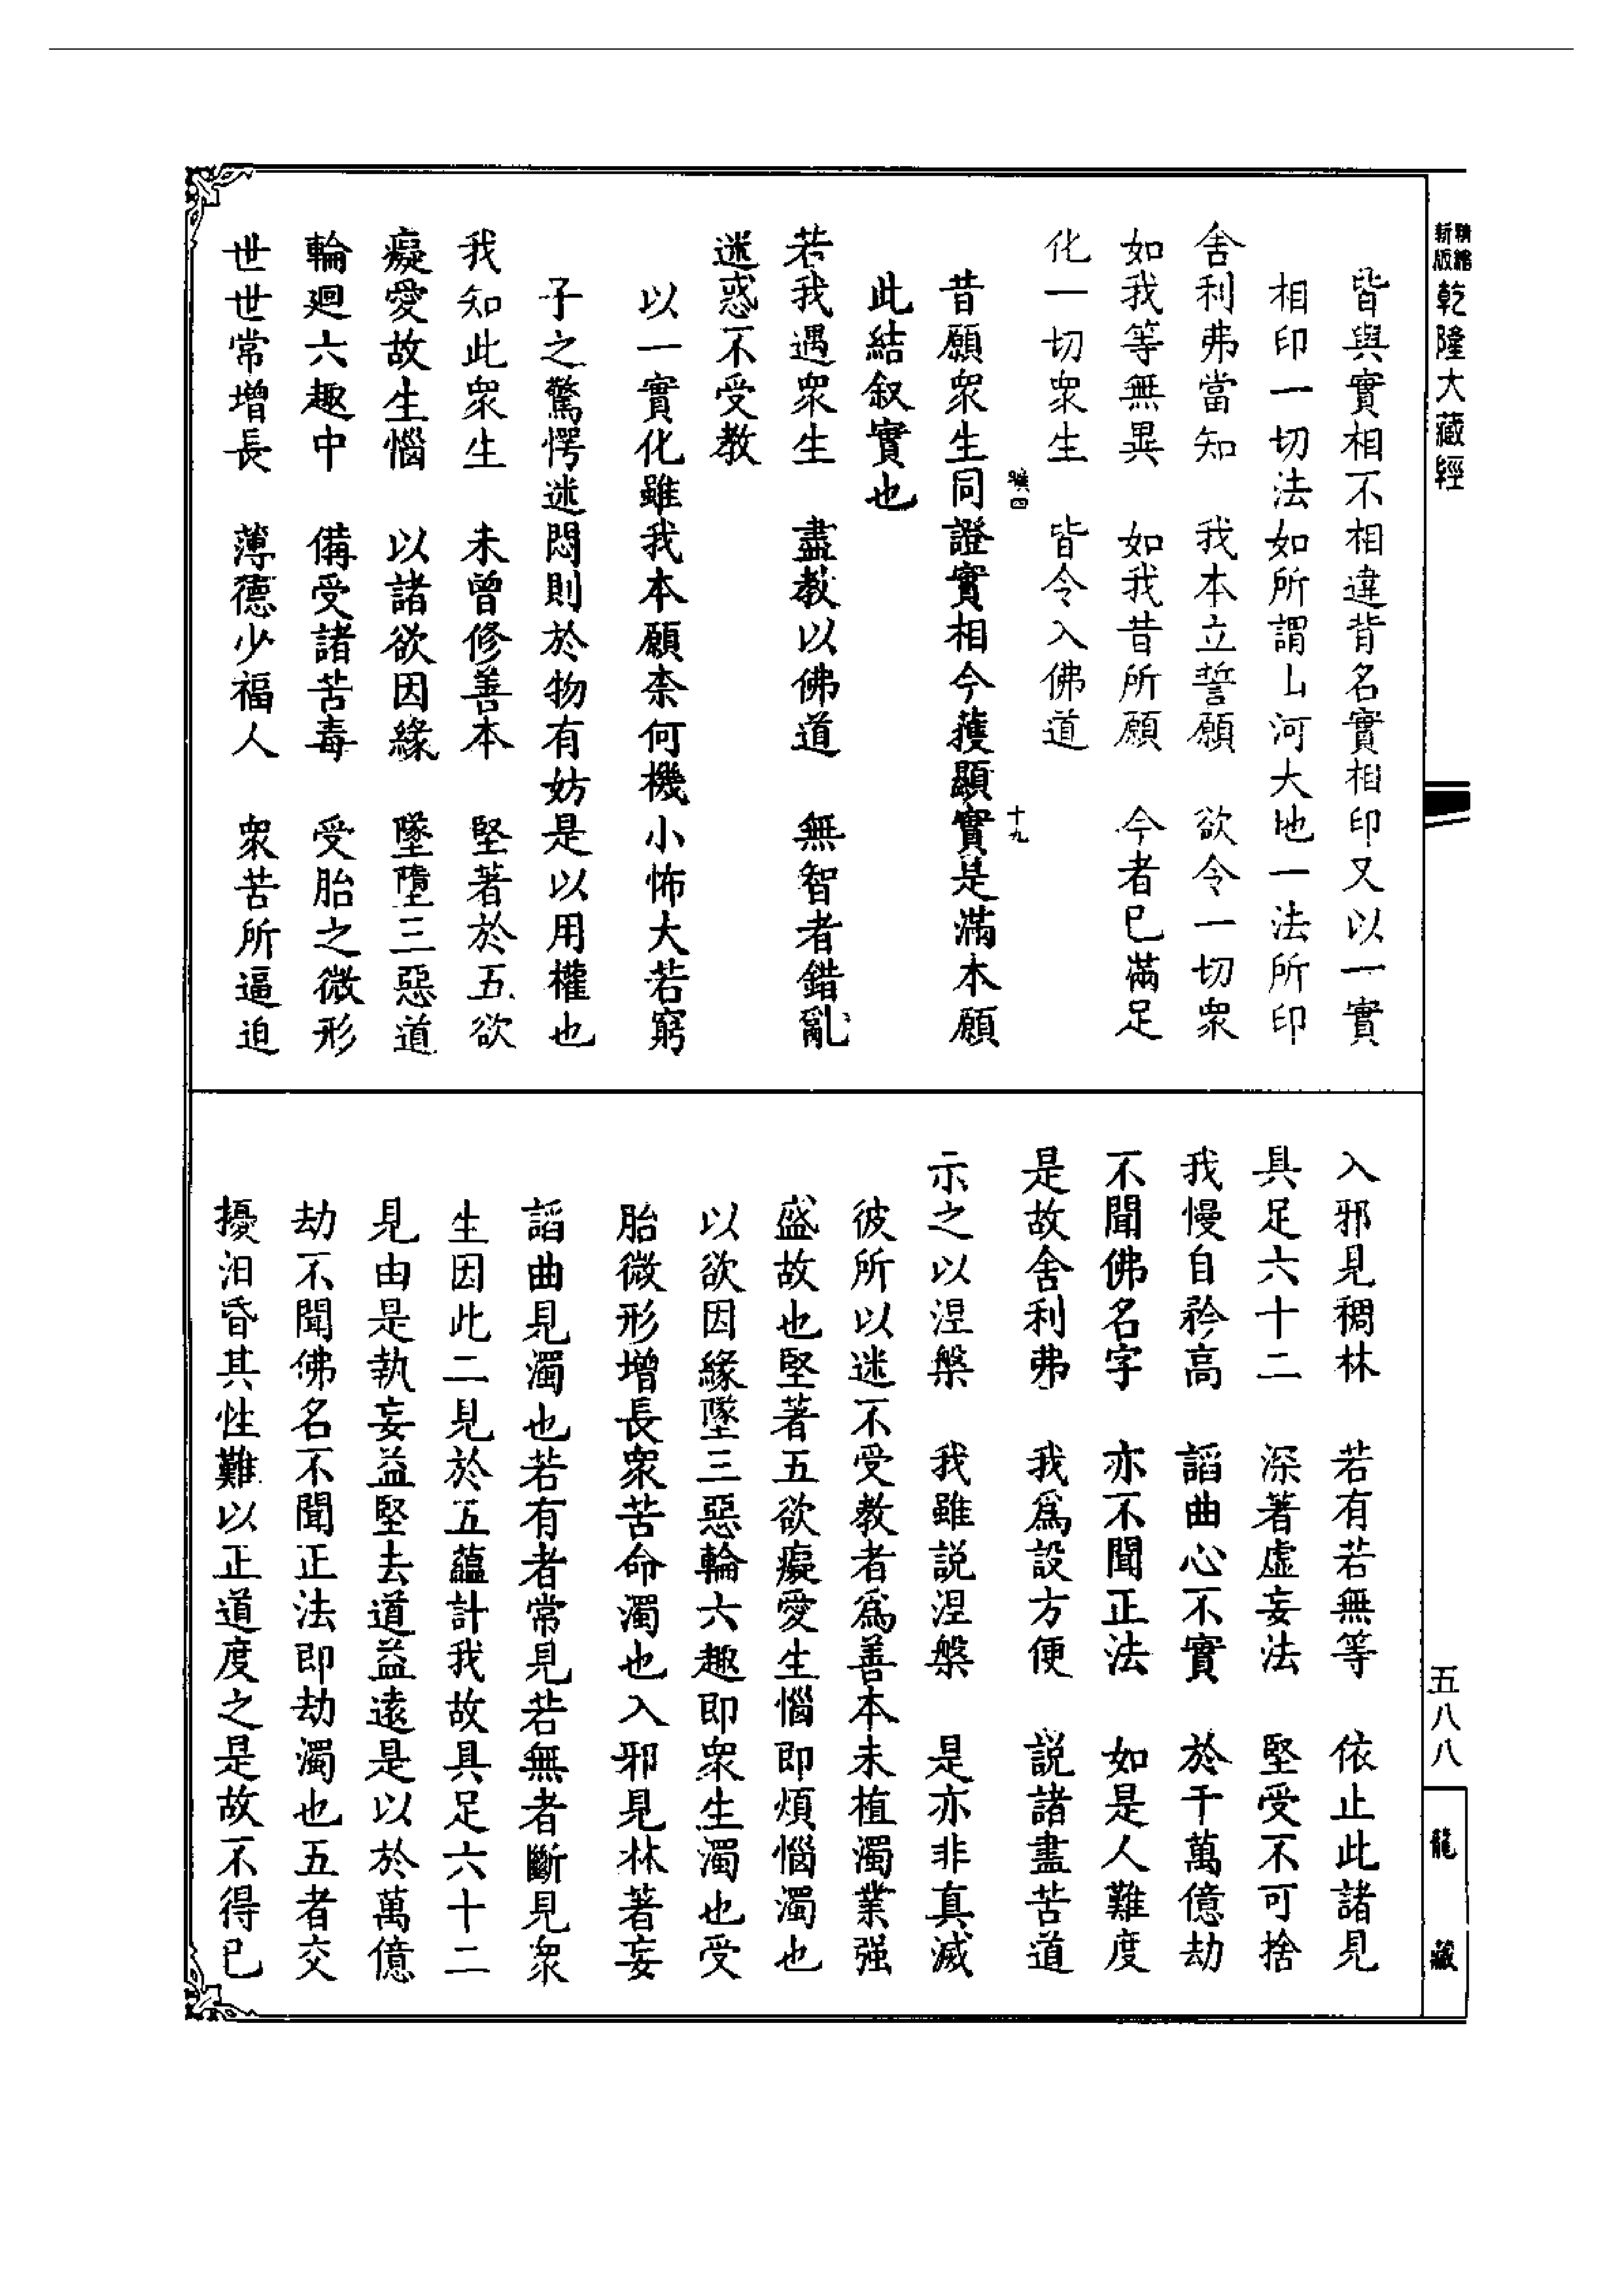 精縮新版乾隆大藏經
皆與實相不相違背名實相印又以一實
相印一切法如所謂山河大地一法所印
舍利弗當知　我本立誓願　欲令一切衆
如我等無異　如我昔所願　今者已滿足
化一切衆生　皆令入佛道
十九
昔願衆生同證實相今獲顯實是滿本願
此結叙實也
若我遇衆生　盡教以佛道　無智者錯亂
迷惑不受教
以一實化雖我本願柰何機小怖大若窮
子之驚愕迷悶則於物有妨是以用權也
我知此衆生　未曾修善本　堅著於五欲
癡愛故生惱　以諸欲因緣　墜墮三惡道
輪迴六趣中　備受諸苦毒　受胎之微形
世世常增長　薄德少福人　衆苦所逼迫
入邪見稠林　若有若無等　依止此諸見
具足六十二　深著虛妄法　堅受不可捨
我慢自矜高　諂曲心不實　於千萬億劫
不聞佛名字　亦不聞正法　如是人難度
是故舍利弗　我爲設方便　説諸盡苦道
示之以涅槃　我雖説涅槃　是亦非真滅
彼所以迷不受教者爲善本未植濁業强
盛故也堅著五欲癡愛生惱即煩惱濁也
以欲因緣墜三惡輪六趣即衆生濁也受
胎微形增長衆苦命濁也入邪見林著妄
諂曲見濁也若有者常見若無者斷見衆
生因此二見於五蘊計我故具足六十二
見由是執妄益堅去道益遠是以於萬億
劫不聞佛名不聞正法即劫濁也五者交
擾汨昏其性難以正道度之是故不得已
五八八
龍藏